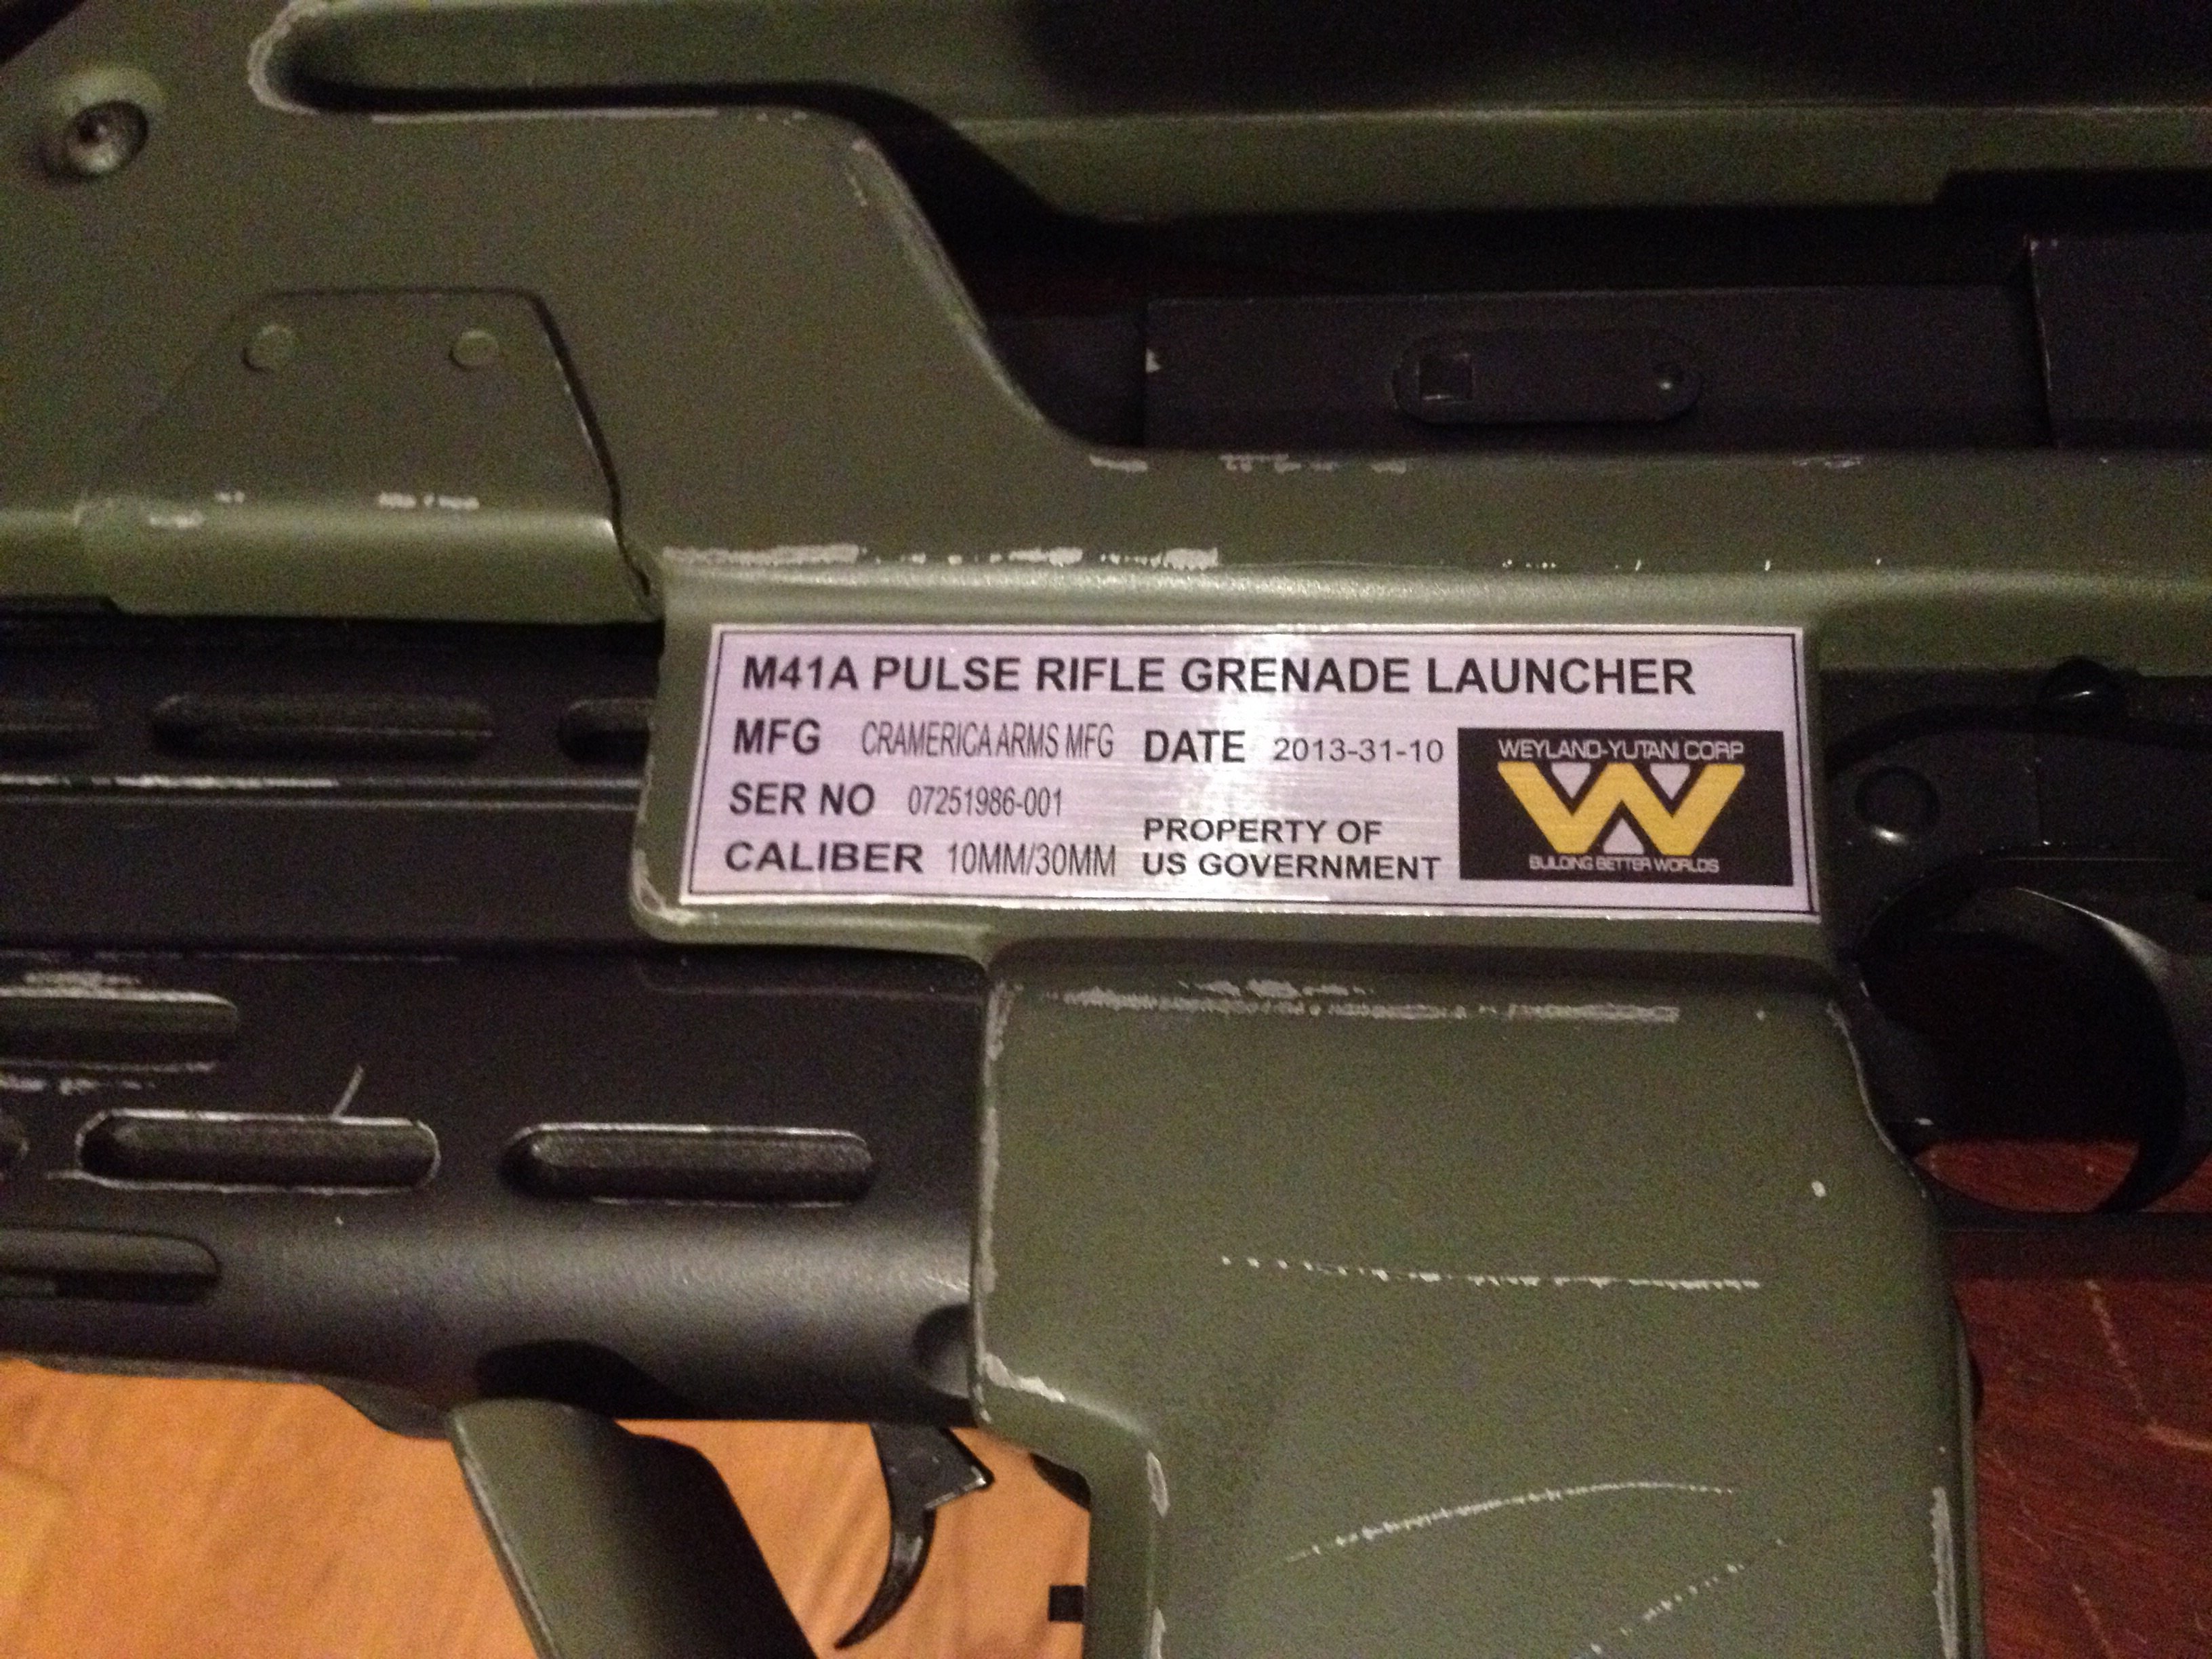 M41A PULSE RIFLE GRENADE LAUNCHER
MFG CRAMERICA ARMS MFG DATE 2013-31-10
SER NO 07251986-001
CALIBER 10MM/30MM
PROPERTY OF
US GOVERNMENT
WEYLAND-YUTANI CORP
BUILDING BETTER WORLDS